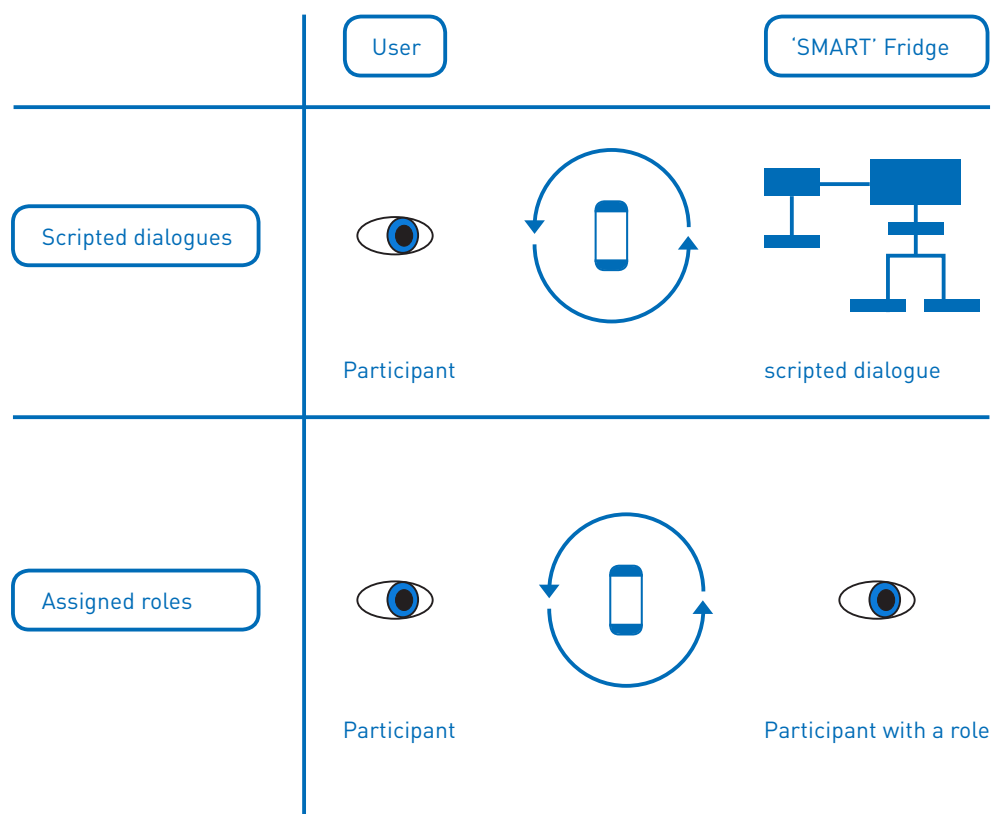 User
‘SMART’ Fridge
Scripted dialogues
Participant
scripted dialogue
Assigned roles
Participant
Participant with a role